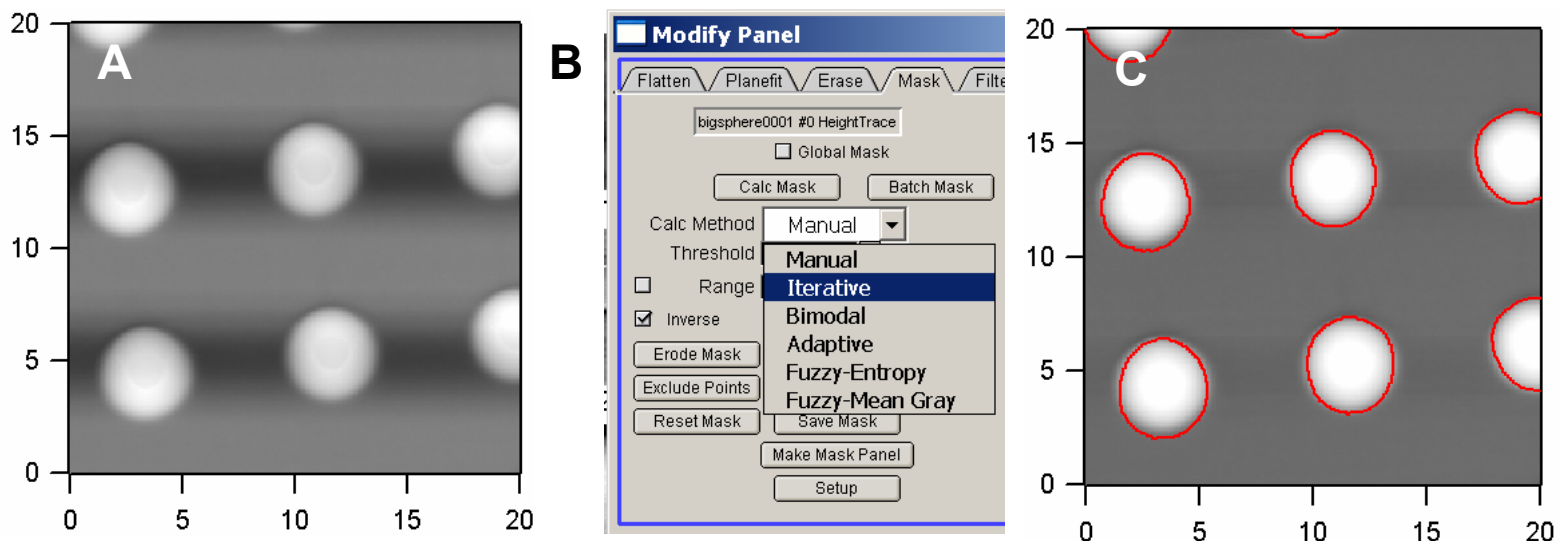 A
20
15
10
5
0
0 5 10 15 20
B
Modify Panel
Flatten Planefit Erase Mask Filte
bigsphere0001 #0 HeightTrace
Global Mask
Calc Mask Batch Mask
Calc Method Manual
Threshold Manual
Range Iterative
Inverse Bimodal
Adaptive
Erode Mask Fuzzy-Entropy
Exclude Points Fuzzy-Mean Gray
Reset Mask Save Mask
Make Mask Panel
Setup
C
20
15
10
5
0
0 5 10 15 20